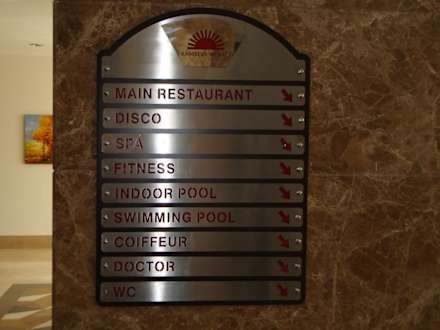 MAIN RESTAURANT
DISCO
SPA
FITNESS
INDOOR POOL
SWIMMING POOL
COIFFEUR
DOCTOR
WC